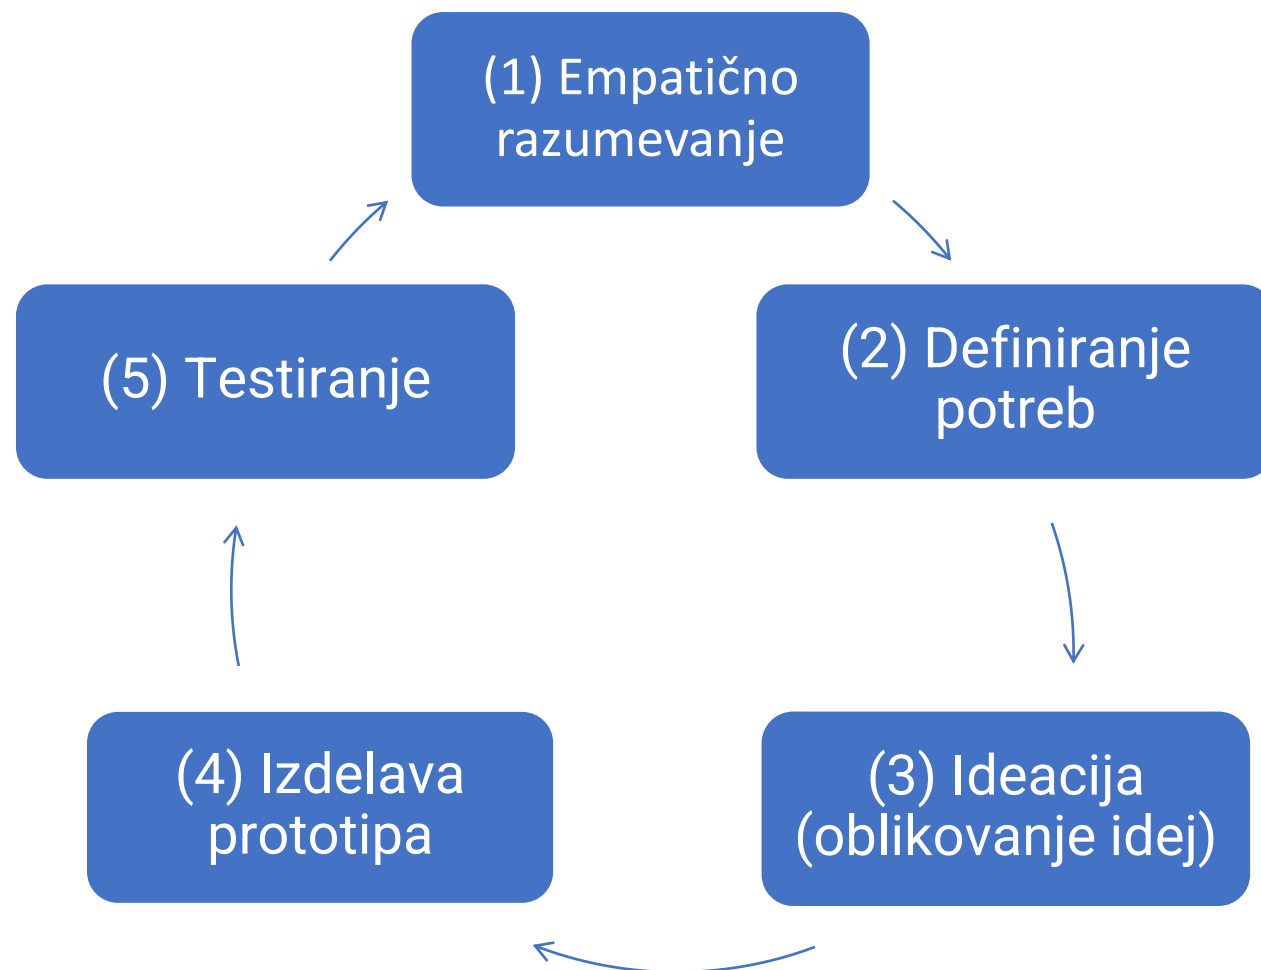 (1) Empatično
razumevanje
(2) Definiranje
potreb
(3) Ideacija
(oblikovanje idej)
(4) Izdelava
prototipa
(5) Testiranje